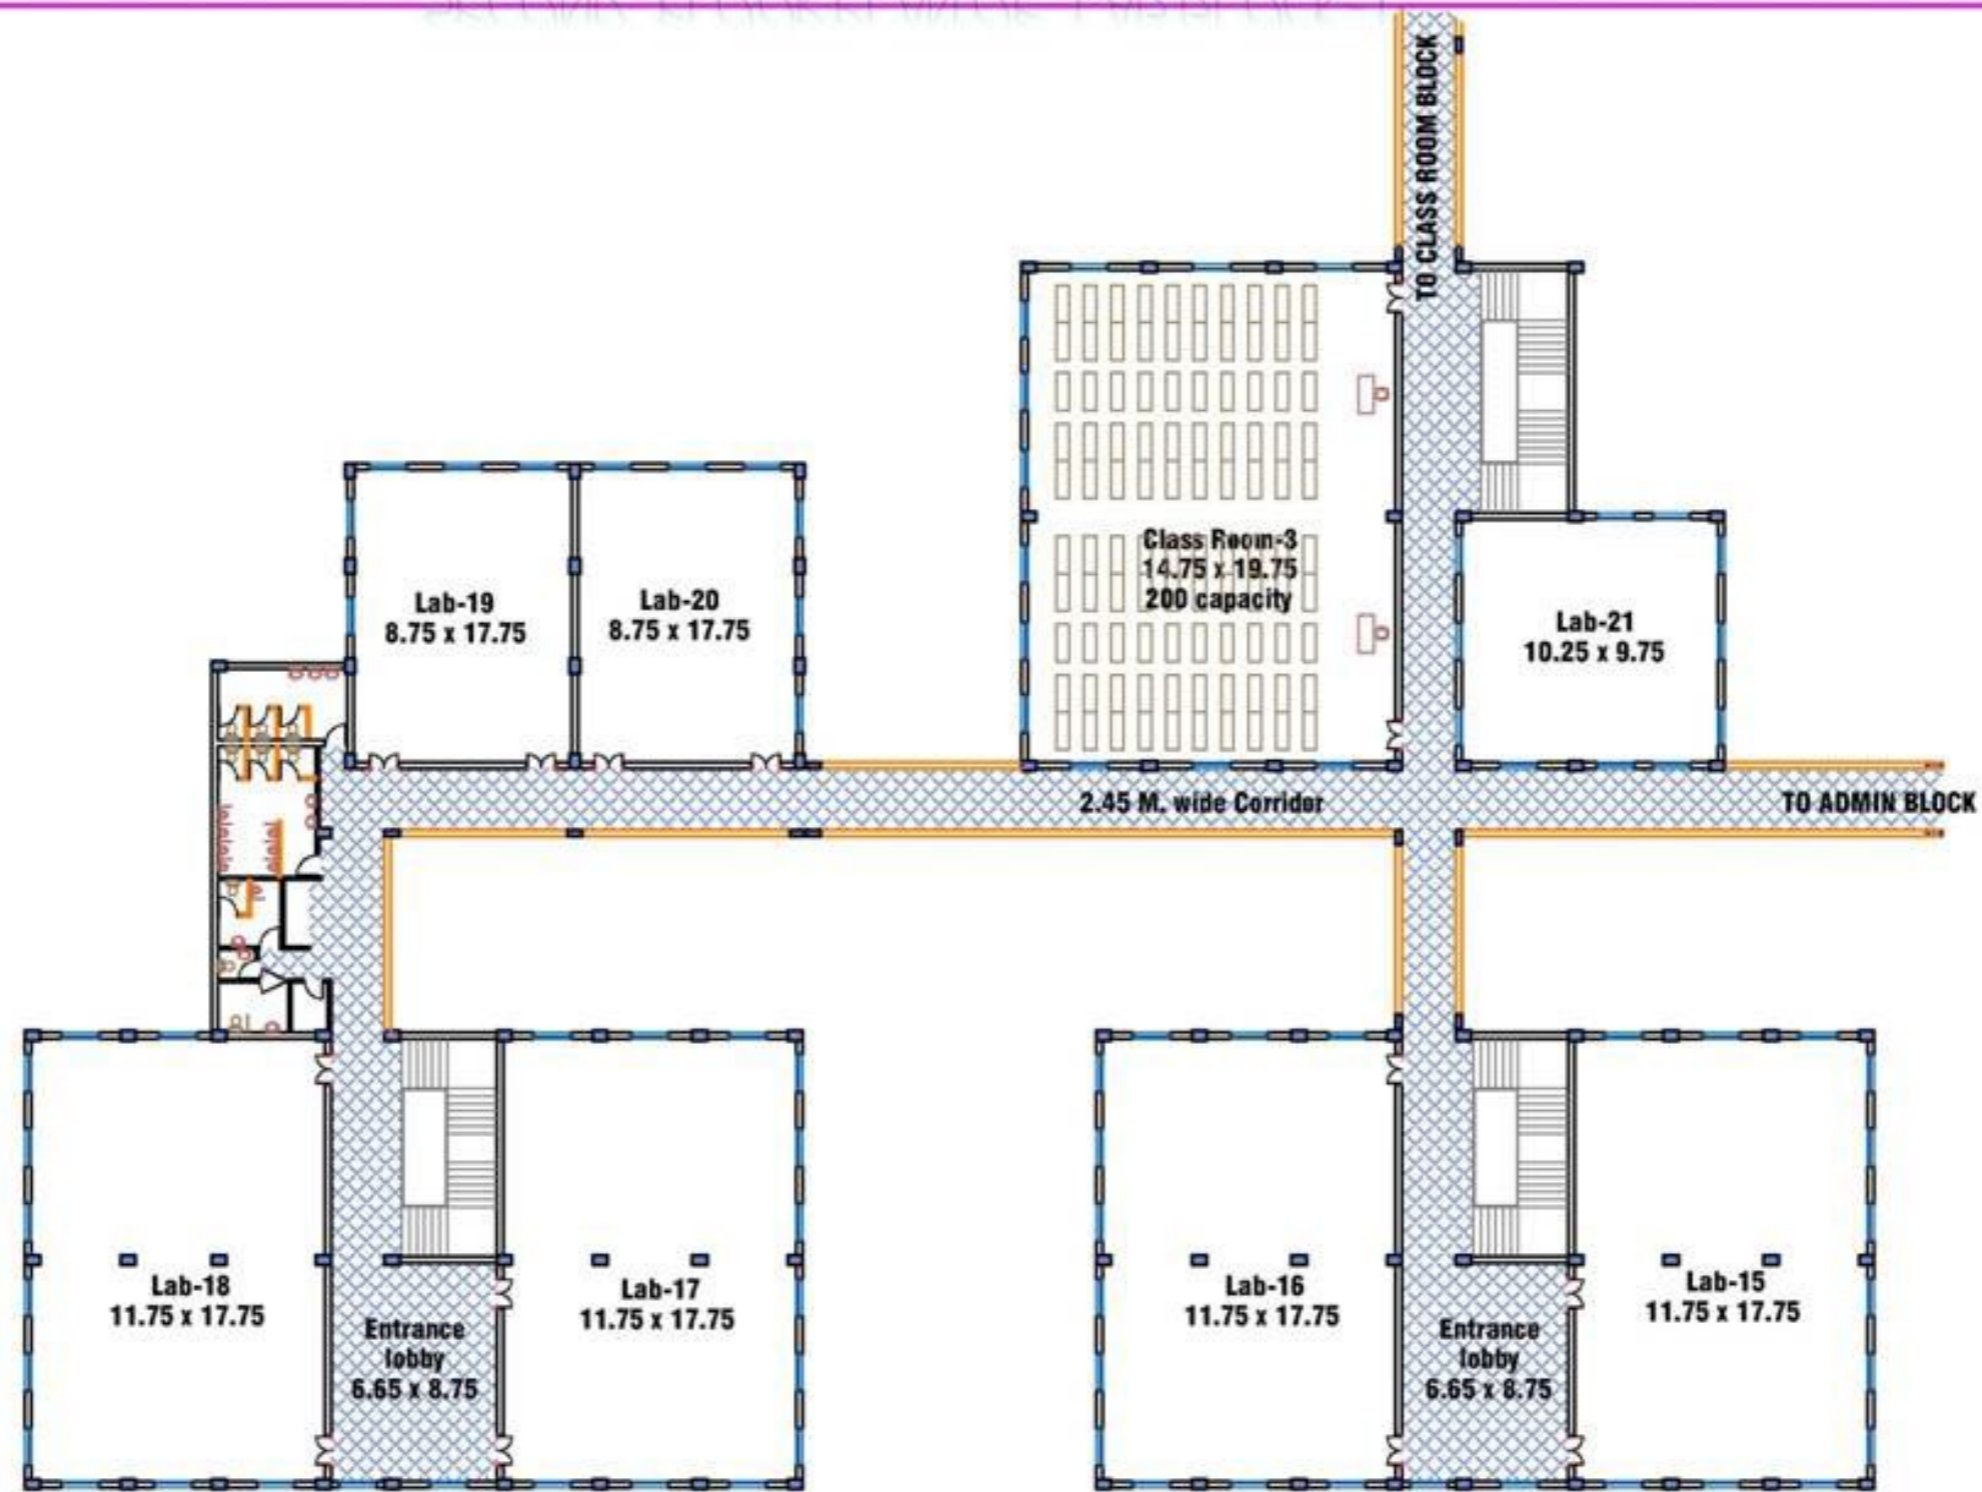 TO CLASS ROOM BLOCK
Class Room-3
14.75 x 19.75
200 capacity
Lab-19
8.75 x 17.75
Lab-20
8.75 x 17.75
Lab-21
10.25 x 9.75
2.45 M. wide Corridor
TO ADMIN BLOCK
Lab-18
11.75 x 17.75
Entrance
lobby
6.65 x 8.75
Lab-17
11.75 x 17.75
Lab-16
11.75 x 17.75
Entrance
lobby
6.65 x 8.75
Lab-15
11.75 x 17.75